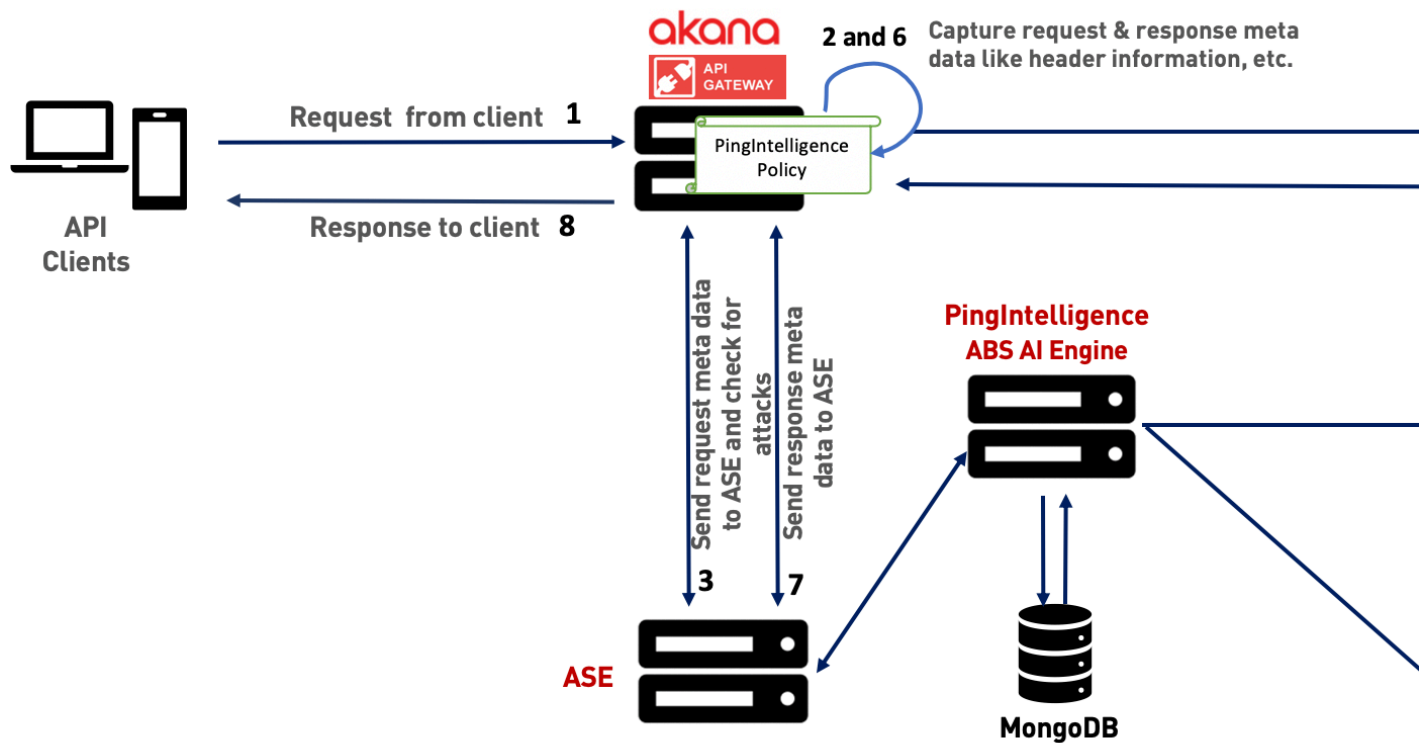 akana
API
GATEWAY
2 and 6
Capture request & response meta
data like header information, etc.
Request from client 1
PingIntelligence
Policy
Response to client 8
API
Clients
Send request meta data
to ASE and check for
attacks
3
Send response meta
data to ASE
7
PingIntelligence
ABS AI Engine
ASE
MongoDB